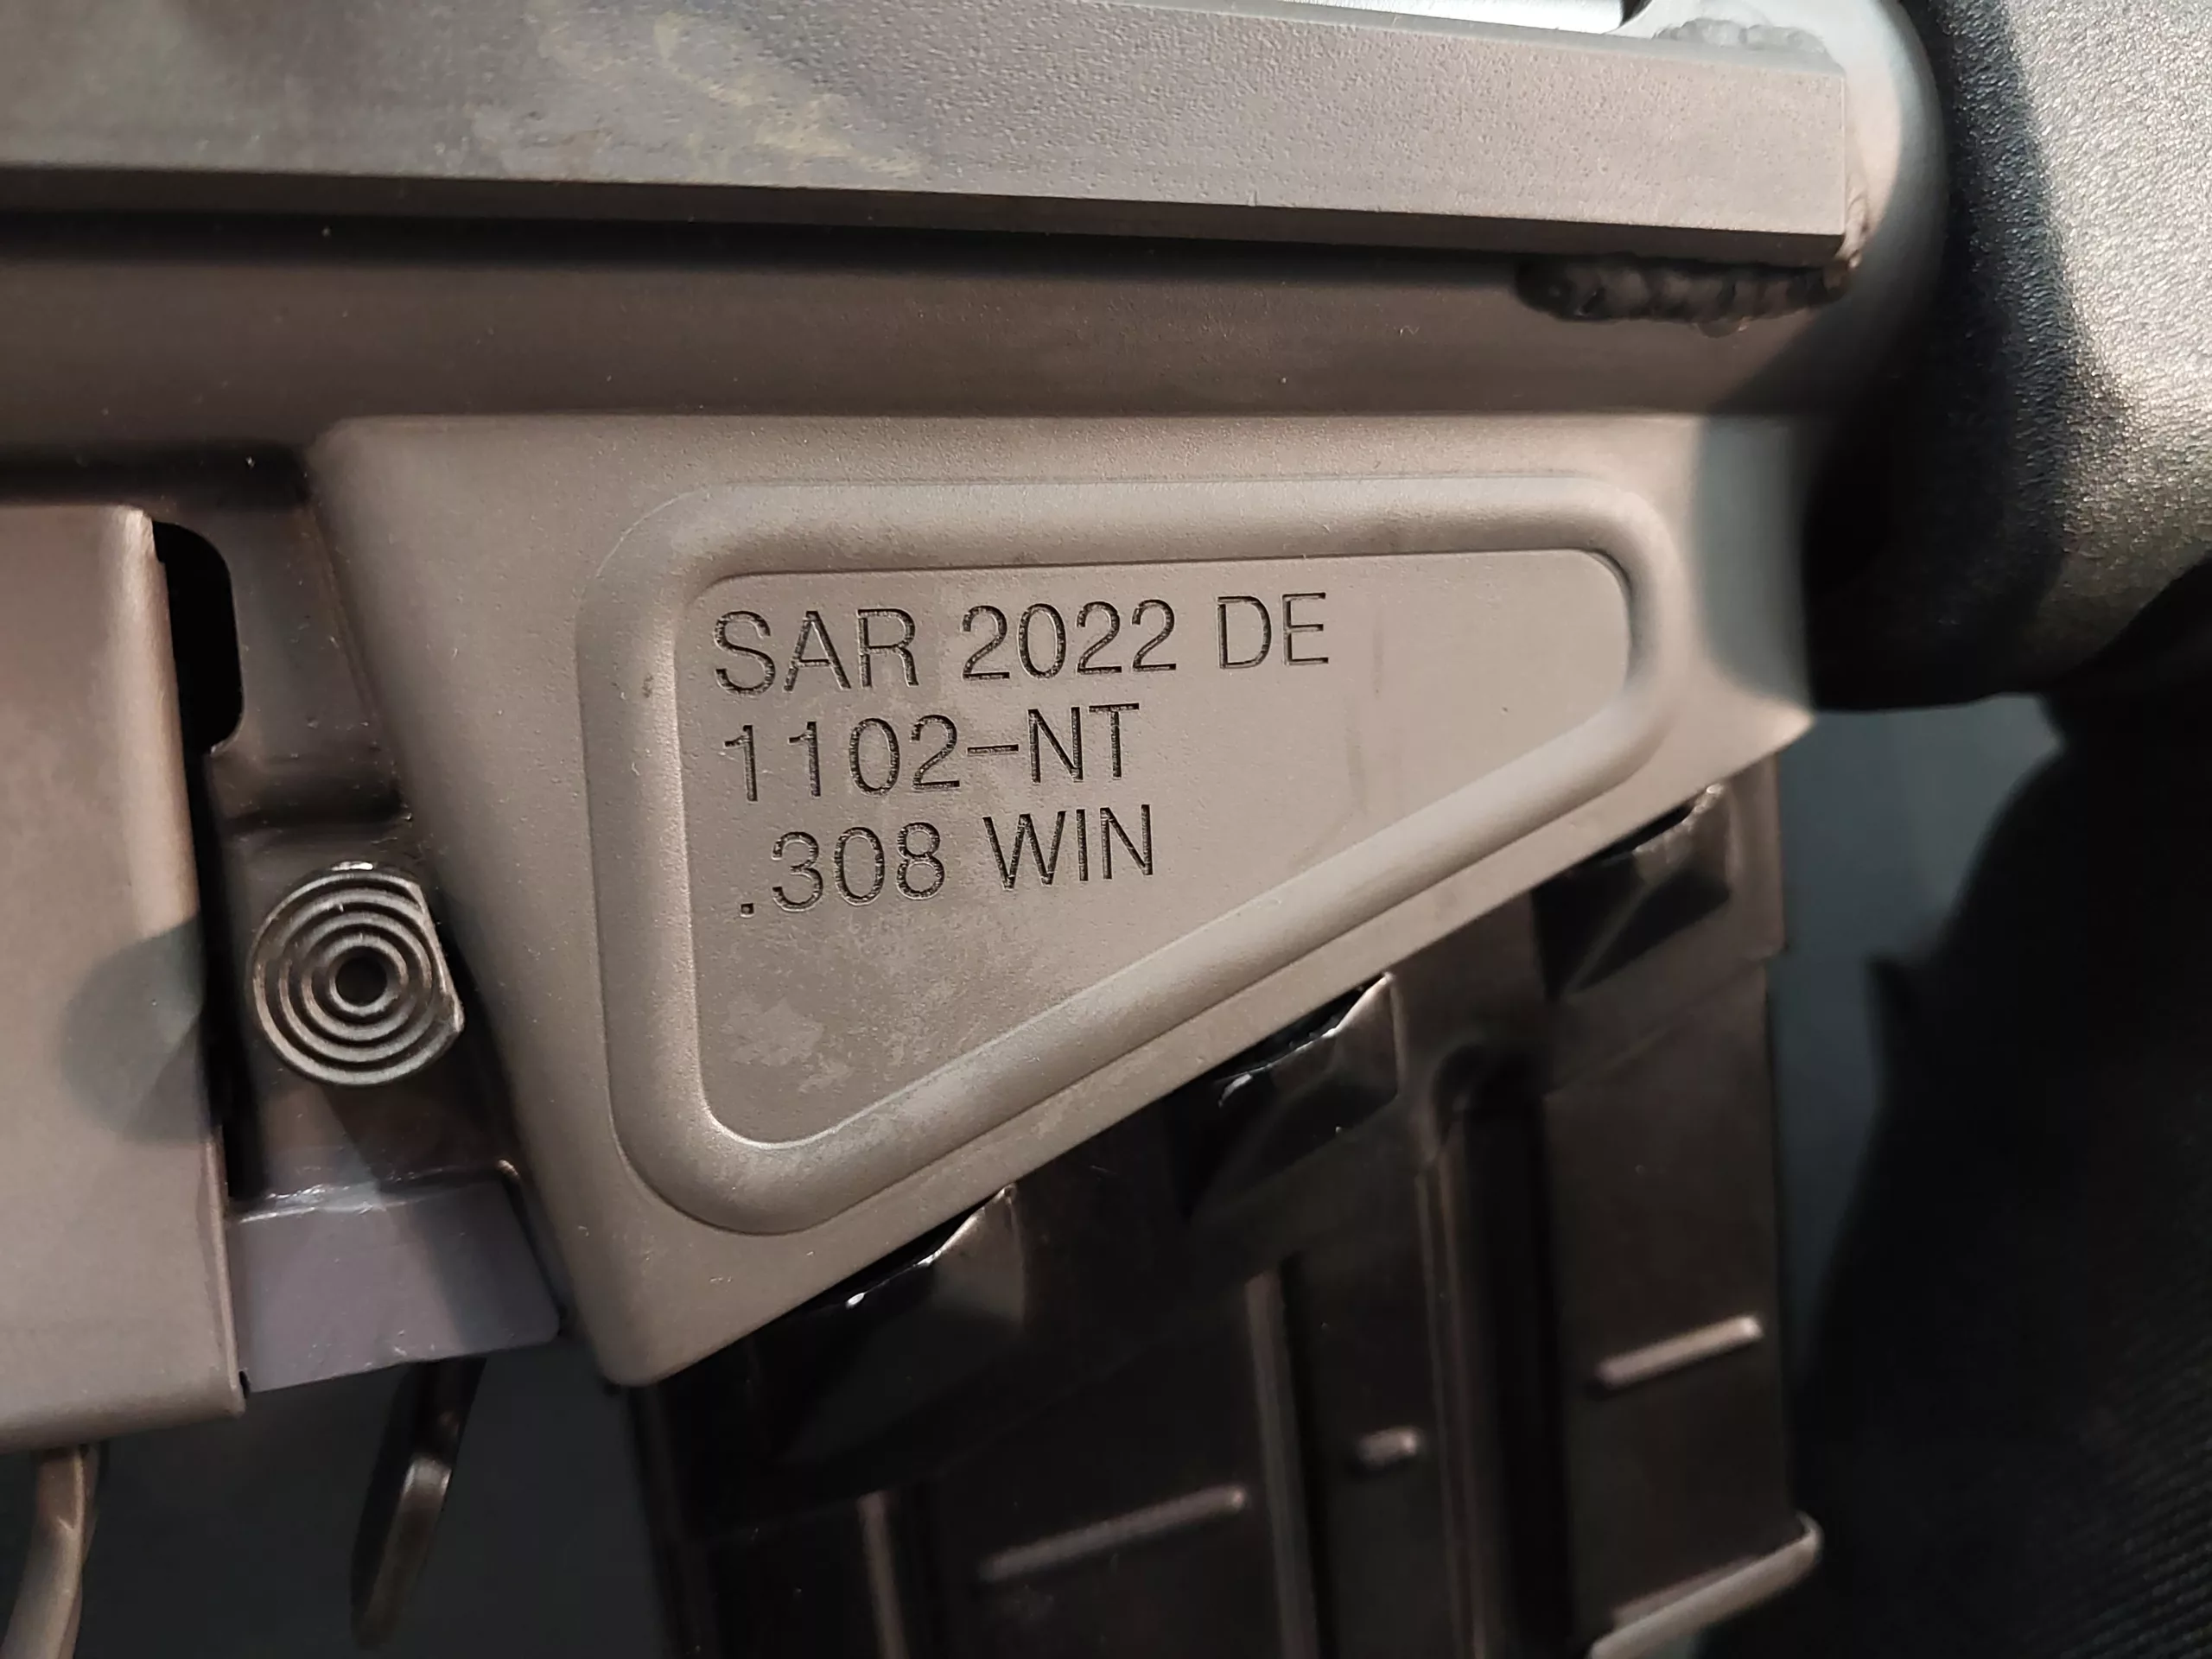 SAR 2022 DE
1102-NT
.308 WIN